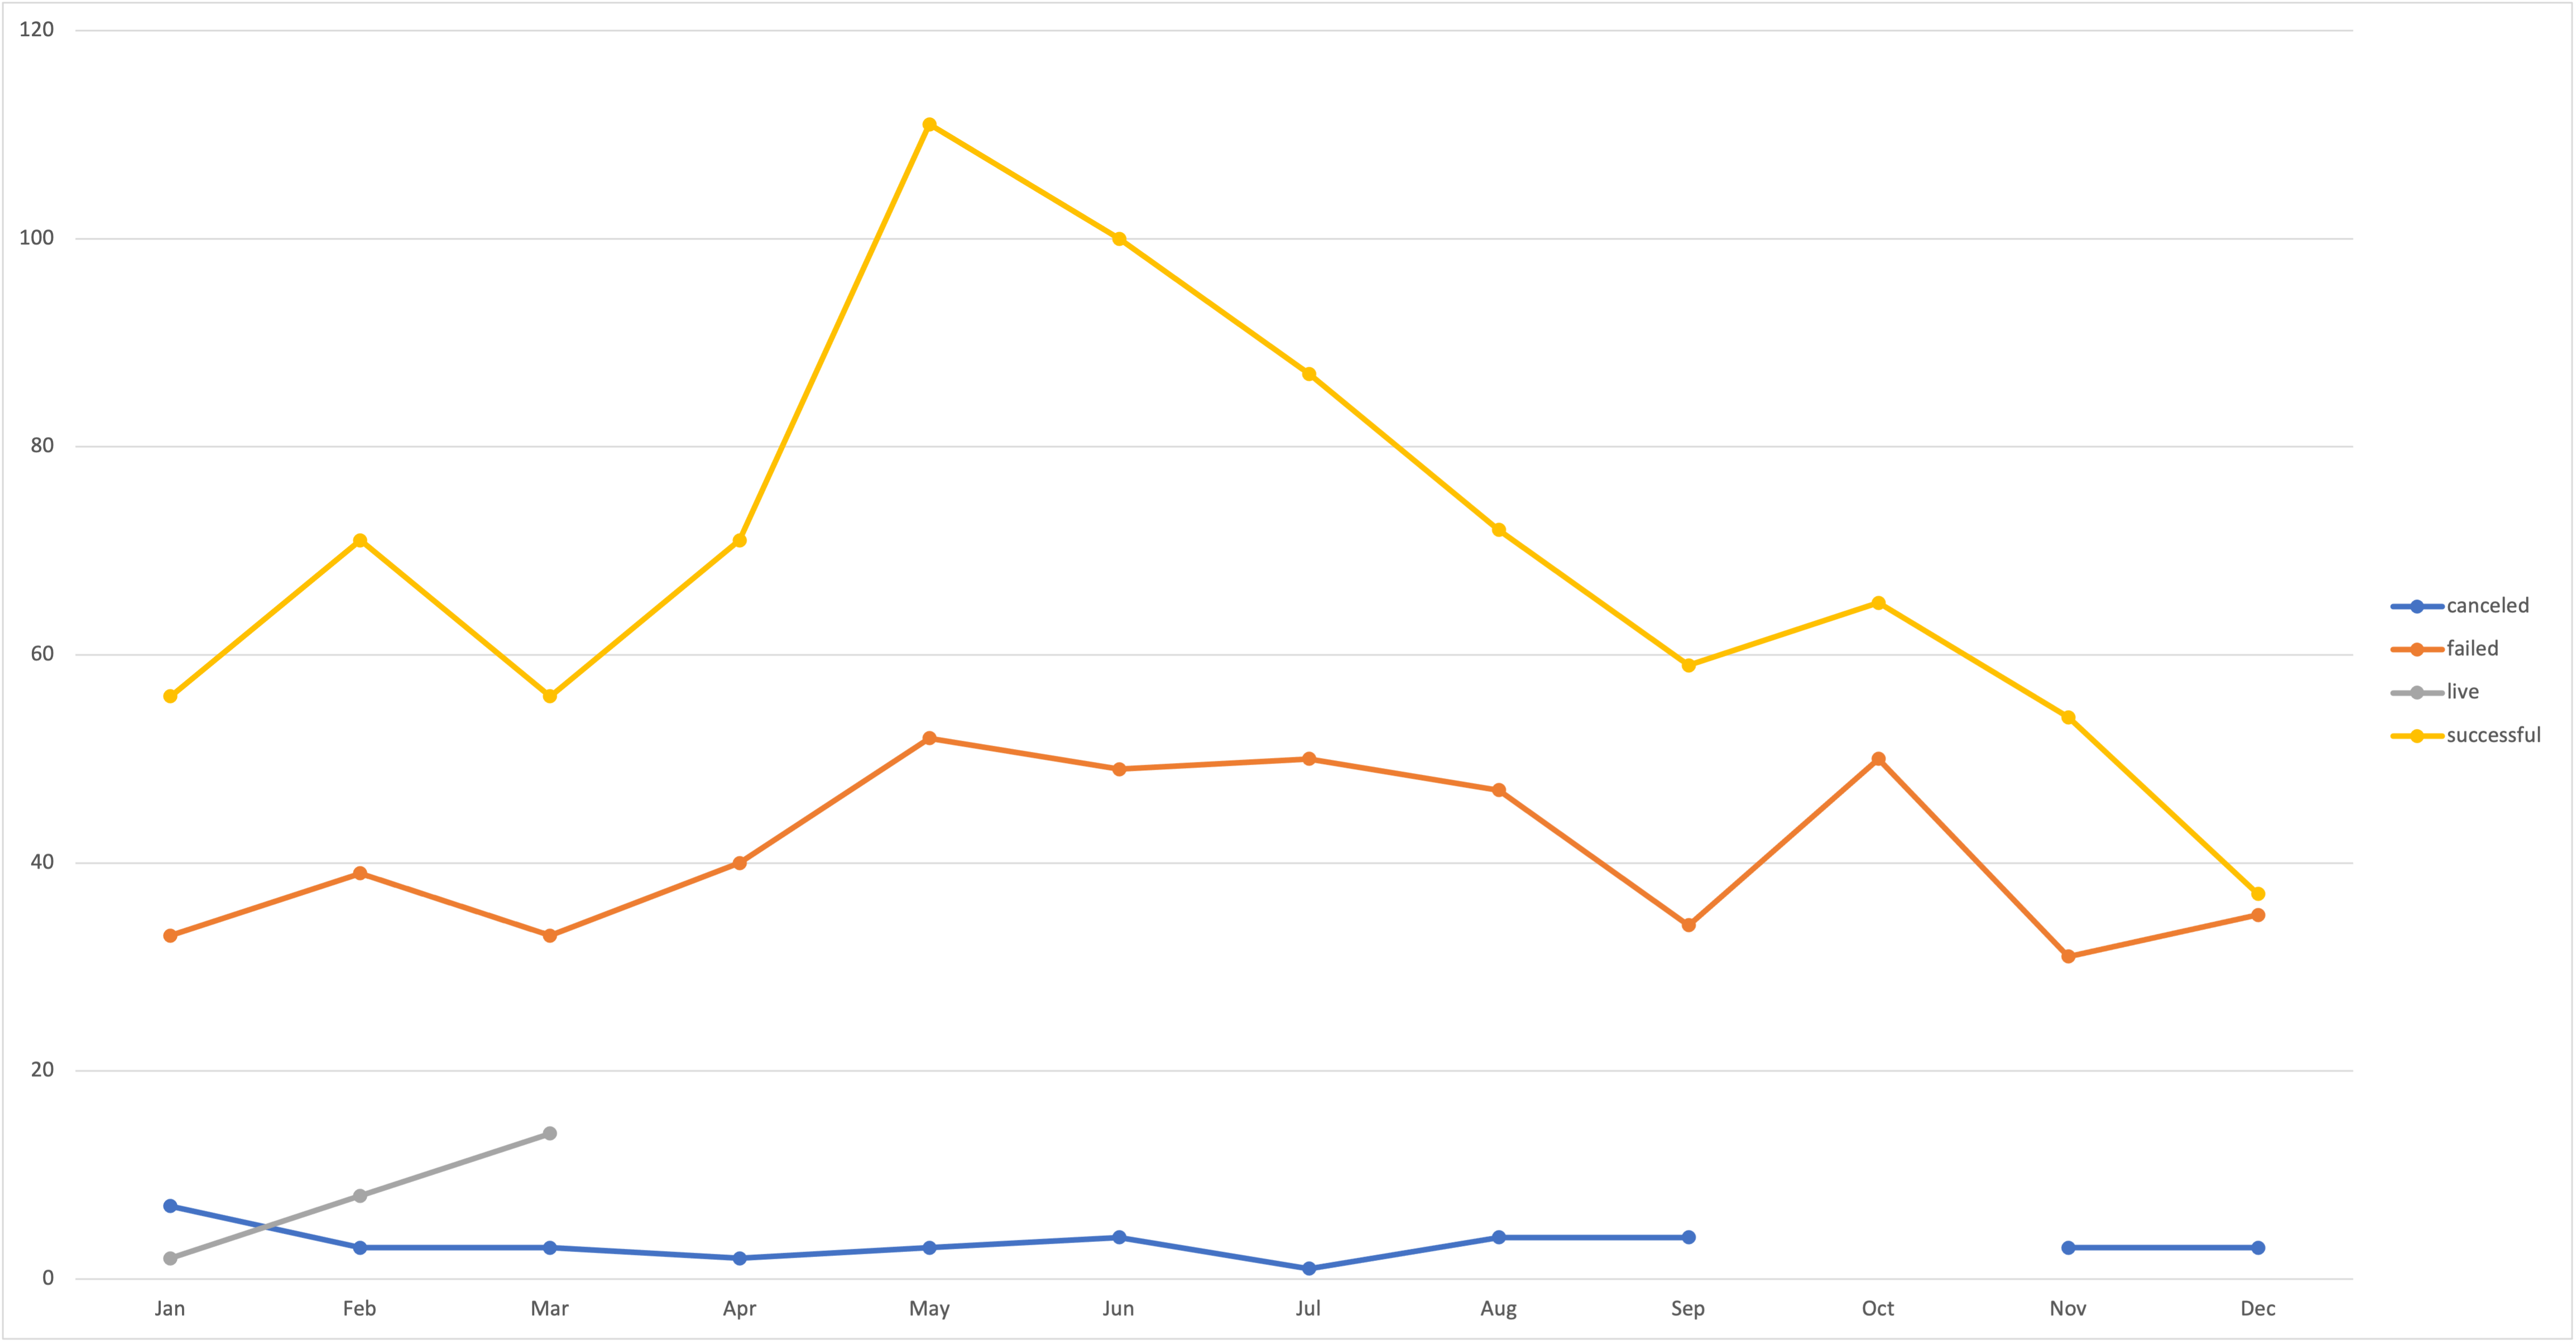 120
100
80
60
40
20
0
Jan Feb Mar Apr May Jun Jul Aug Sep Oct Nov Dec
canceled
failed
live
successful